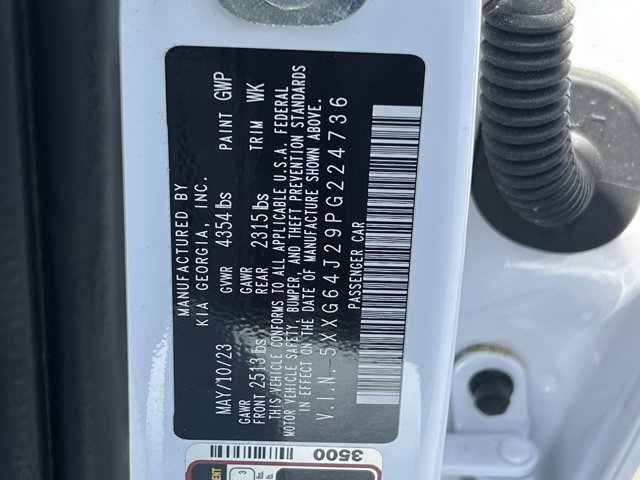 MANUFACTURED BY
KIA GEORGIA, INC.
MAY/10/23 GVWR 4354 lbs PAINT GWP
GAWR GAWR
FRONT 2513 lbs REAR 2315 lbs TRIM WK
THIS VEHICLE CONFORMS TO ALL APPLICABLE U.S.A. FEDERAL
MOTOR VEHICLE SAFETY, BUMPER, AND THEFT PREVENTION STANDARDS
IN EFFECT ON THE DATE OF MANUFACTURE SHOWN ABOVE.
V.I.N- 5XXG64J29PG224736
PASSENGER CAR
3500